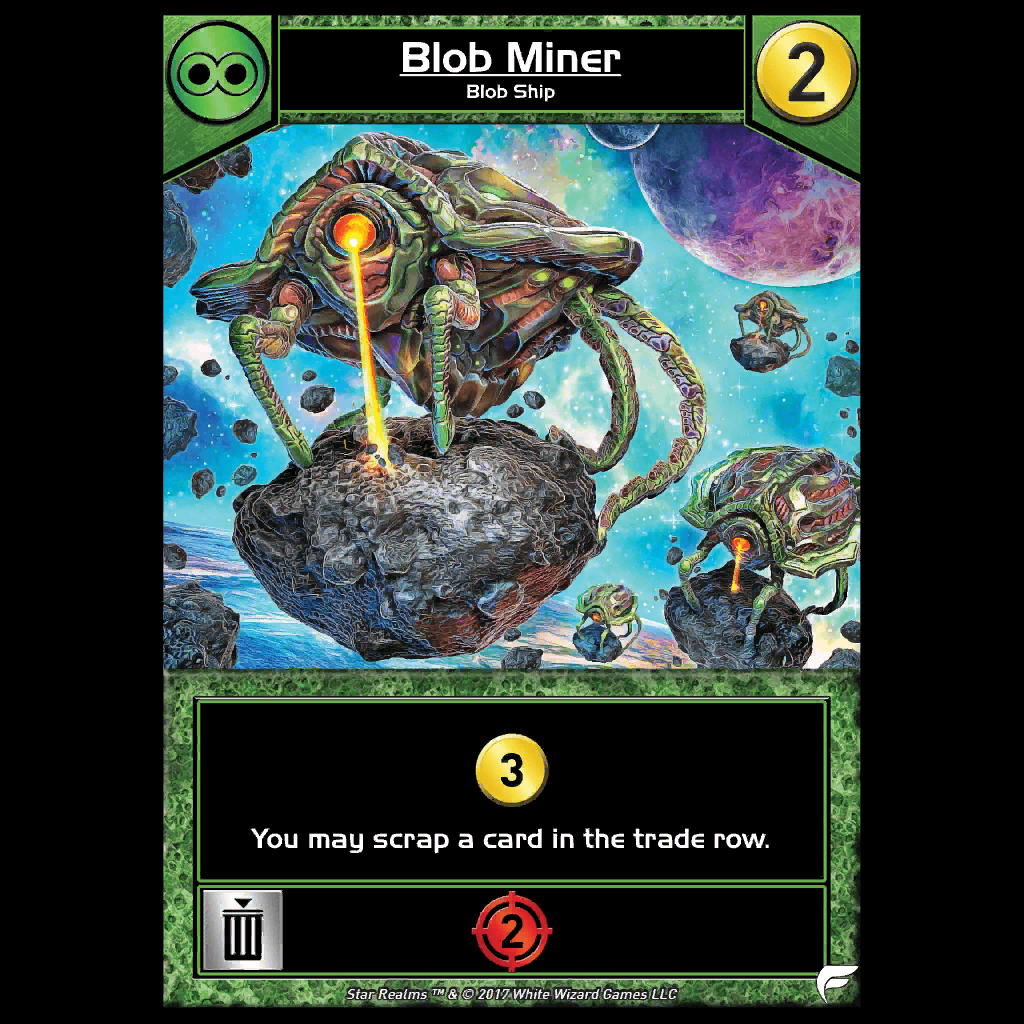 Blob Miner
2
Blob Ship
3
You may scrap a card in the trade row.
2
Star Realms ™ & © 2017 White Wizard Games LLC